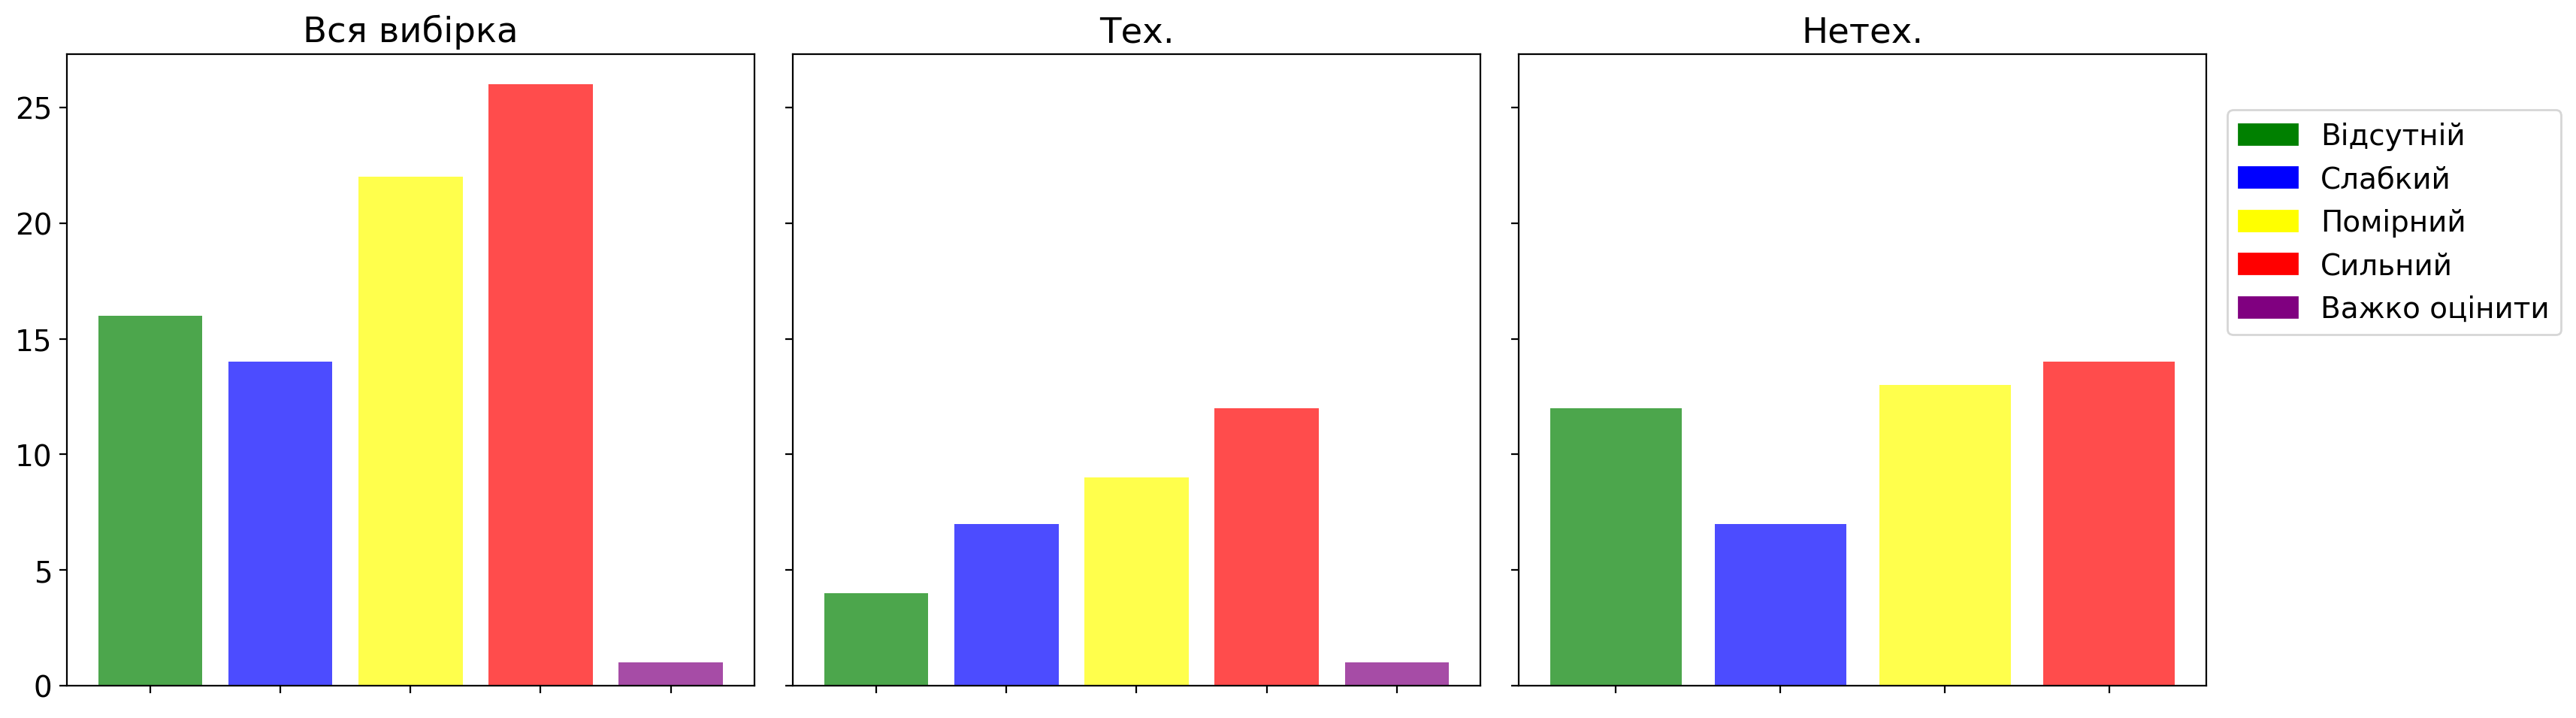 Вся вибірка
Тех.
Нетех.
25
20
15
10
5
0
Відсутній
Слабкий
Помірний
Сильний
Важко оцінити